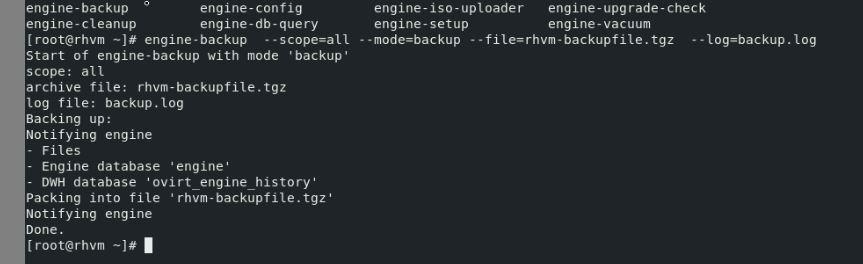 engine-backup engine-config engine-iso-uploader engine-upgrade-check
engine-cleanup engine-db-query engine-setup engine-vacuum
[root@rhvm ~]# engine-backup  --scope=all --mode=backup --file=rhvm-backupfile.tgz  --log=backup.log
Start of engine-backup with mode 'backup'
scope: all
archive file: rhvm-backupfile.tgz
log file: backup.log
Backing up:
Notifying engine
- Files
- Engine database 'engine'
- DWH database 'ovirt_engine_history'
Packing into file 'rhvm-backupfile.tgz'
Notifying engine
Done.
[root@rhvm ~]#